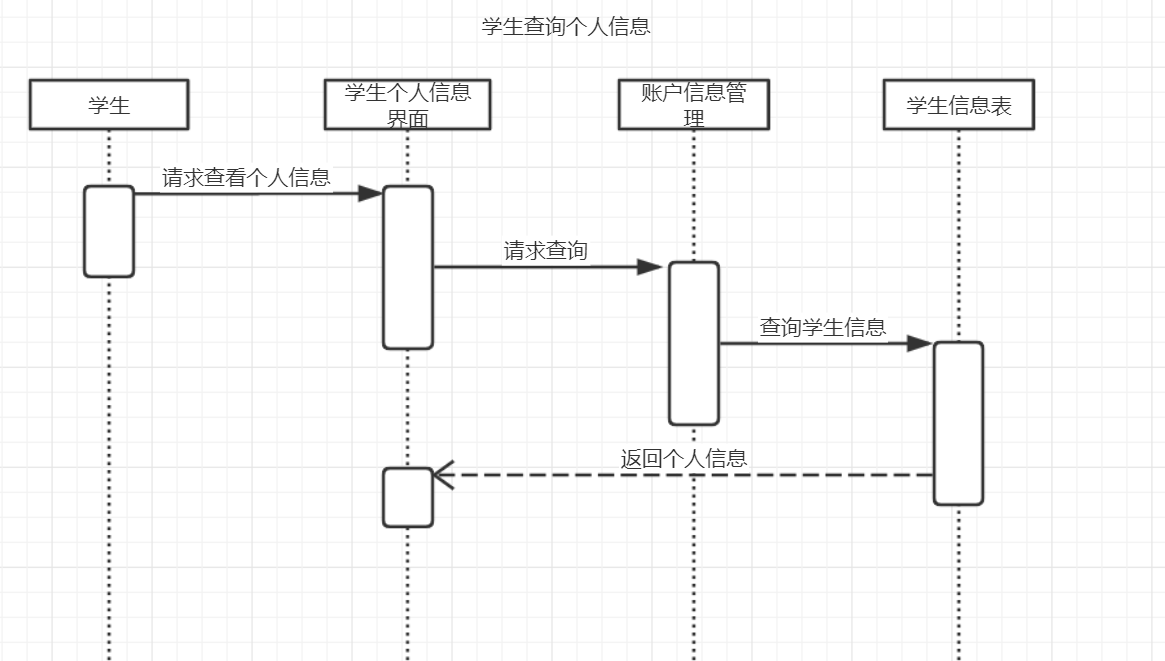 学生查询个人信息
学生
学生个人信息
界面
账户信息管
理
学生信息表
请求查看个人信息
请求查询
查询学生信息
返回个人信息